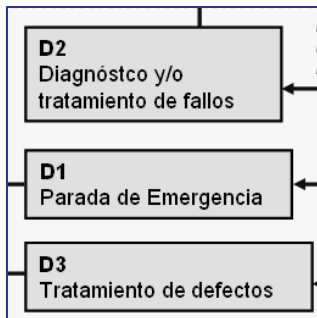 D2
Diagnóstco y/o
tratamiento de fallos
D1
Parada de Emergencia
D3
Tratamiento de defectos